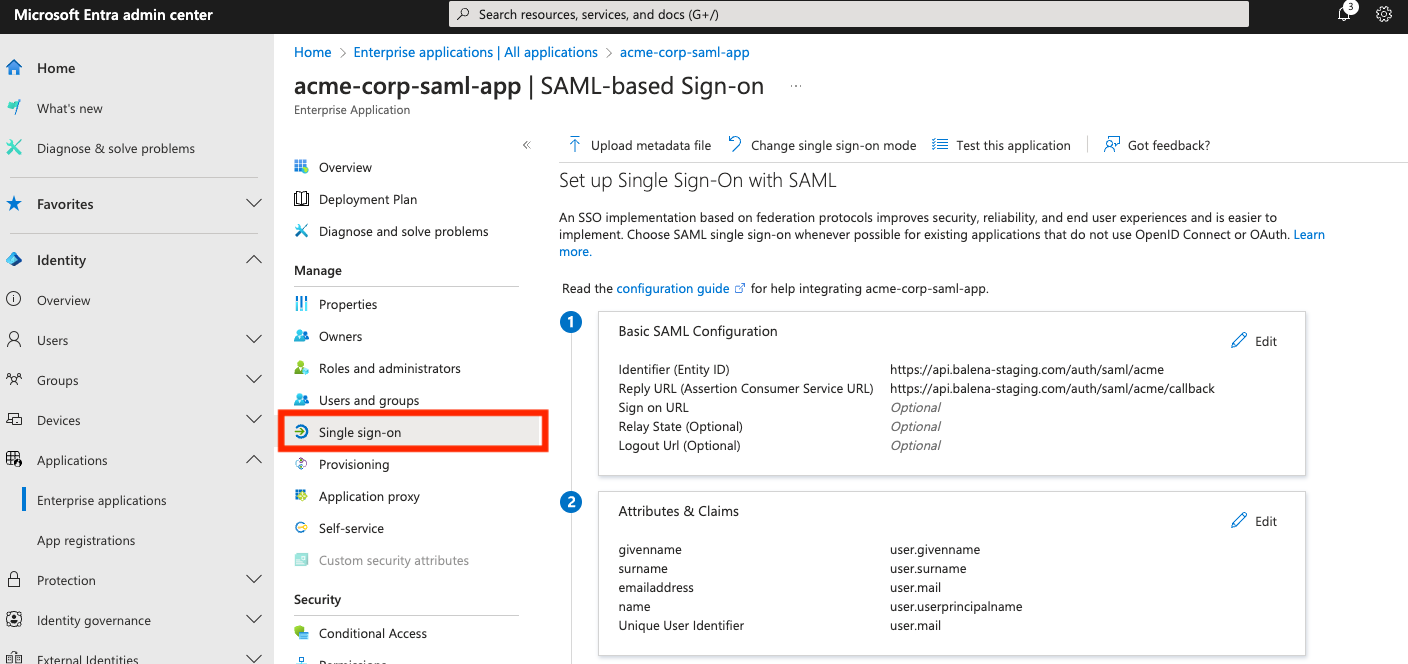 Microsoft Entra admin center
Search resources, services, and docs (G+/)
3
Home
What's new
Diagnose & solve problems
Favorites
Identity
Overview
Users
Groups
Devices
Applications
Enterprise applications
App registrations
Protection
Identity governance
External Identities
Home > Enterprise applications | All applications > acme-corp-saml-app
acme-corp-saml-app | SAML-based Sign-on ...
Enterprise Application
«
Overview
Deployment Plan
Diagnose and solve problems
Manage
Properties
Owners
Roles and administrators
Users and groups
Single sign-on
Provisioning
Application proxy
Self-service
Custom security attributes
Security
Conditional Access
Permissions
Upload metadata file Change single sign-on mode Test this application Got feedback?
Set up Single Sign-On with SAML
An SSO implementation based on federation protocols improves security, reliability, and end user experiences and is easier to
implement. Choose SAML single sign-on whenever possible for existing applications that do not use OpenID Connect or OAuth. Learn
more.
Read the configuration guide for help integrating acme-corp-saml-app.
1
Basic SAML Configuration
Edit
Identifier (Entity ID) https://api.balena-staging.com/auth/saml/acme
Reply URL (Assertion Consumer Service URL) https://api.balena-staging.com/auth/saml/acme/callback
Sign on URL Optional
Relay State (Optional) Optional
Logout Url (Optional) Optional
2
Attributes & Claims
Edit
givenname user.givenname
surname user.surname
emailaddress user.mail
name user.userprincipalname
Unique User Identifier user.mail